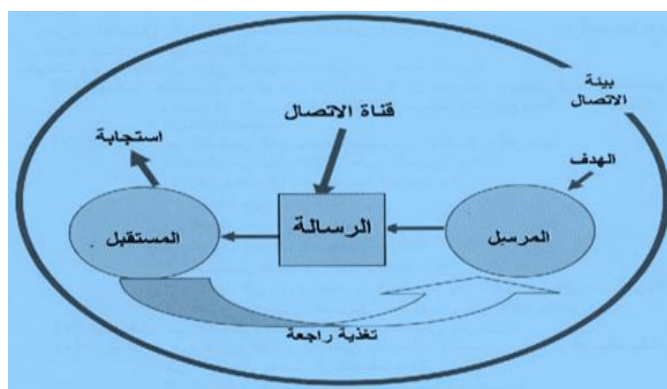 بيئة
الاتصال
قناة الاتصال
استجابة
الهدف
المرسل
الرسالة
المستقبل
تغذية راجعة